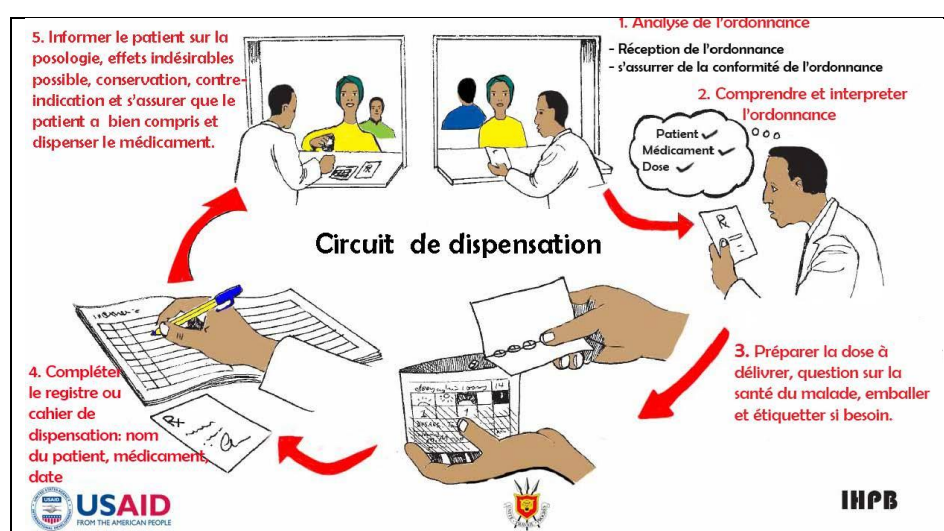 1. Analyse de l'ordonnance
- Réception de l'ordonnance
- s'assurrer de la conformité de l'ordonnance
2. Comprendre et interpreter
l'ordonnance
Patient ✓
Médicament ✓
Dose ✓
Circuit de dispensation
3. Préparer la dose à
délivrer, question sur la
santé du malade, emballer
et étiquetter si besoin.
4. Compléter
le registre ou
cahier de
dispensation: nom
du patient, médicament,
date
5. Informer le patient sur la
posologie, effets indésirables
possible, conservation, contre-
indication et s'assurer que le
patient a bien compris et
dispenser le médicament.
USAID
FROM THE AMERICAN PEOPLE
IHPB